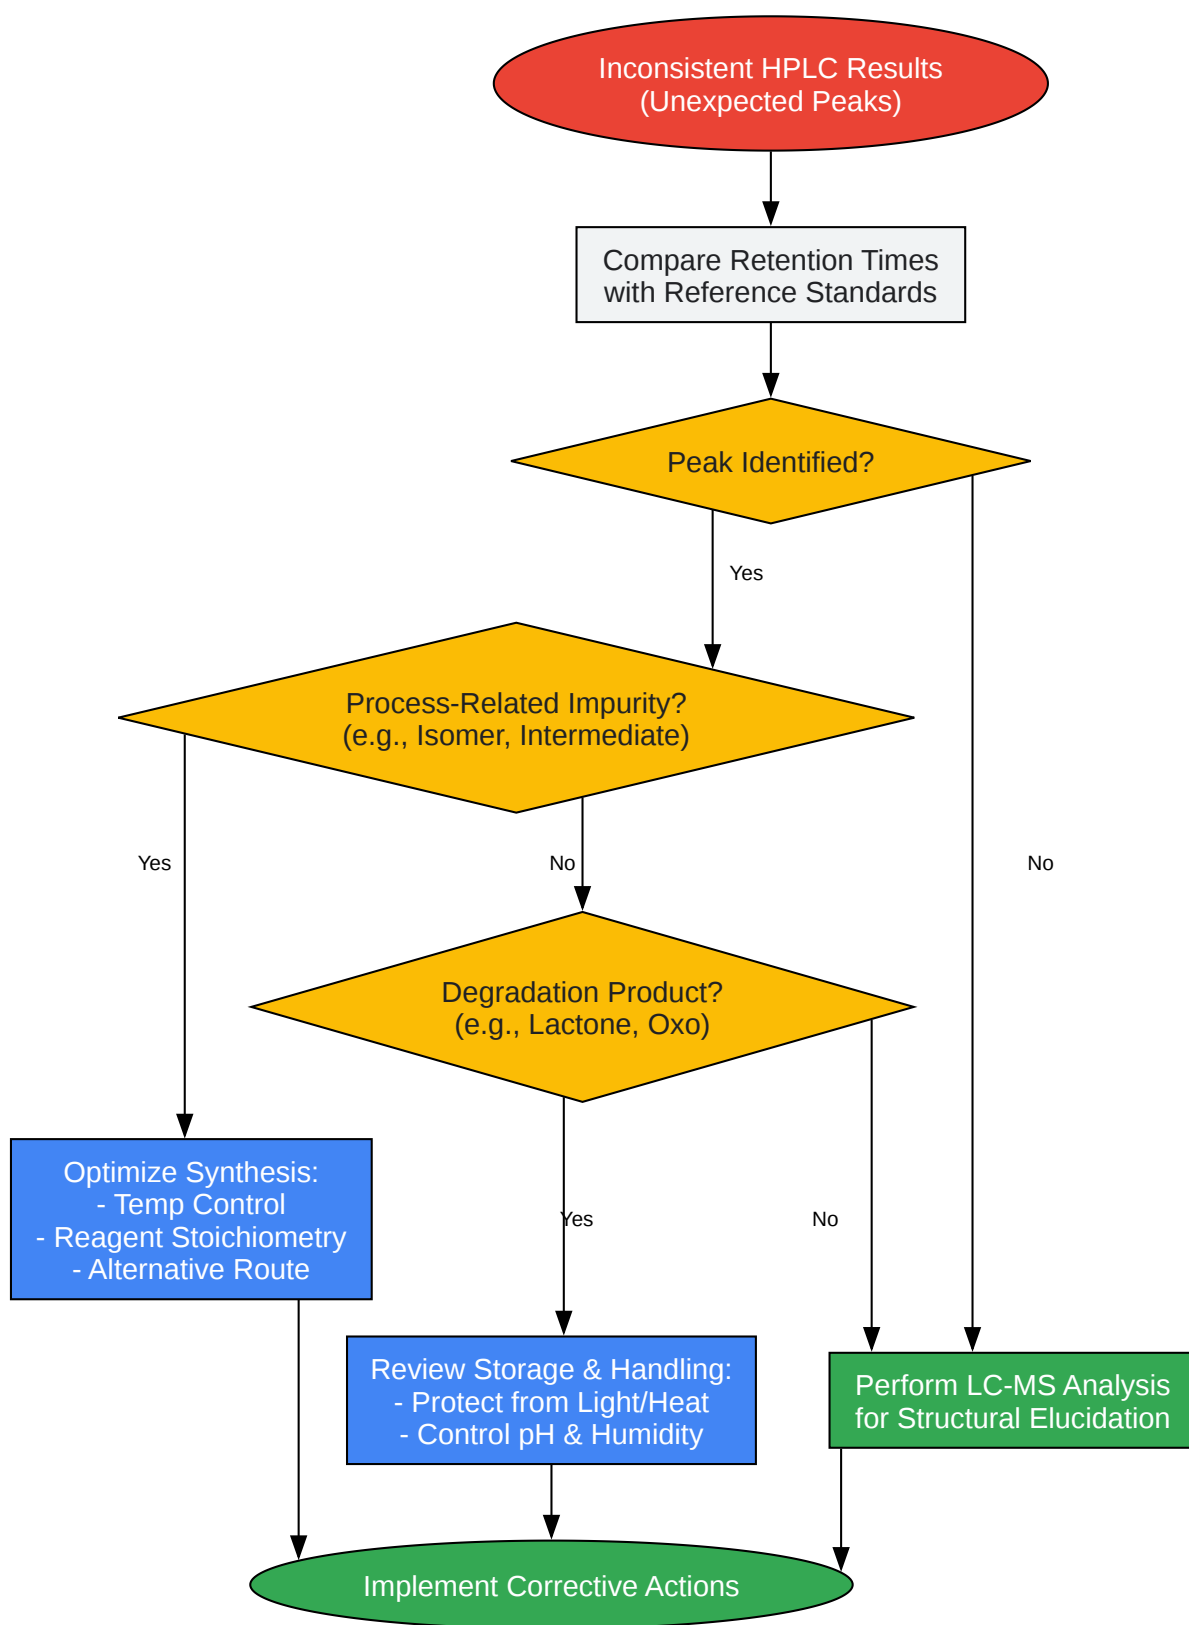 Inconsistent HPLC Results
(Unexpected Peaks)
Compare Retention Times
with Reference Standards
Peak Identified?
Yes
Process-Related Impurity?
(e.g., Isomer, Intermediate)
Yes
No
No
Degradation Product?
(e.g., Lactone, Oxo)
Optimize Synthesis:
- Temp Control
- Reagent Stoichiometry
- Alternative Route
Yes
No
Review Storage & Handling:
- Protect from Light/Heat
- Control pH & Humidity
Perform LC-MS Analysis
for Structural Elucidation
Implement Corrective Actions